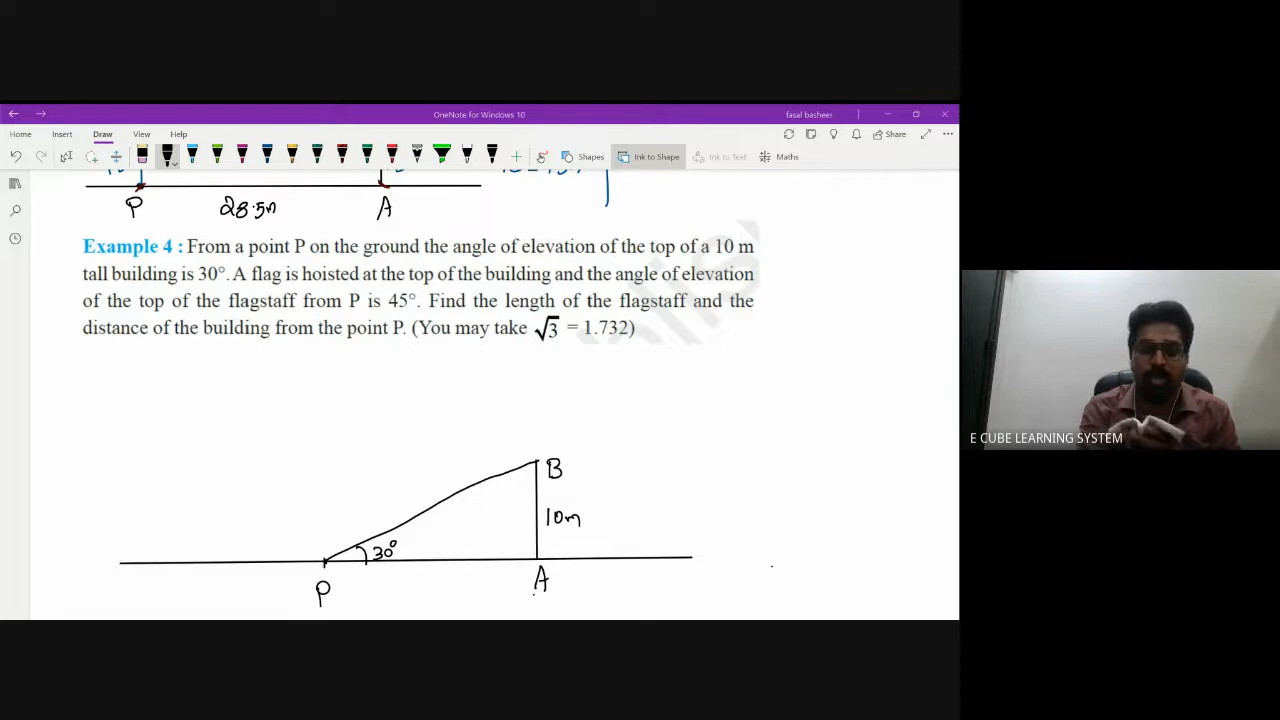 OneNote for Windows 10
fasal basheer
Home Insert Draw View Help
Share
Shapes
Ink to Shape
Ink to Text
Maths
P 28.5m A
Example 4 : From a point P on the ground the angle of elevation of the top of a 10 m
tall building is 30°. A flag is hoisted at the top of the building and the angle of elevation
of the top of the flagstaff from P is 45°. Find the length of the flagstaff and the
distance of the building from the point P. (You may take √3 = 1.732)
B
10m
30°
P
A
E CUBE LEARNING SYSTEM